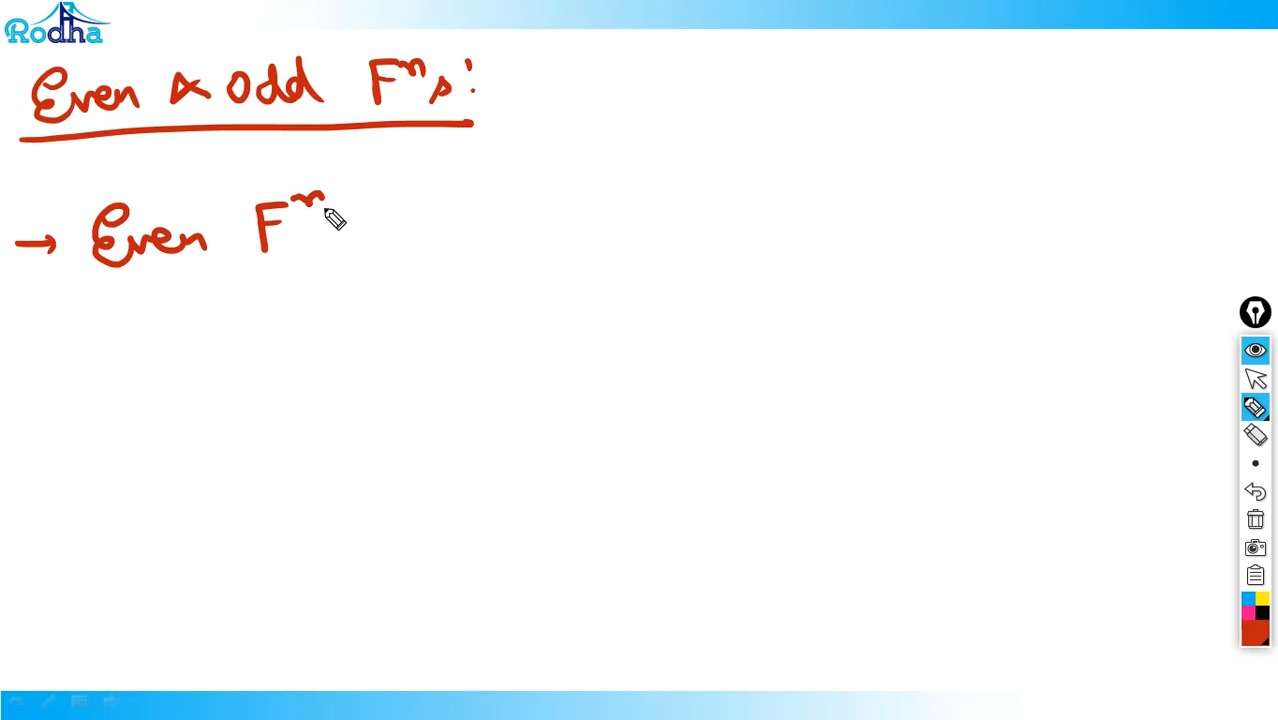 Rodha
Even & Odd Fⁿs:
→ Even Fⁿ